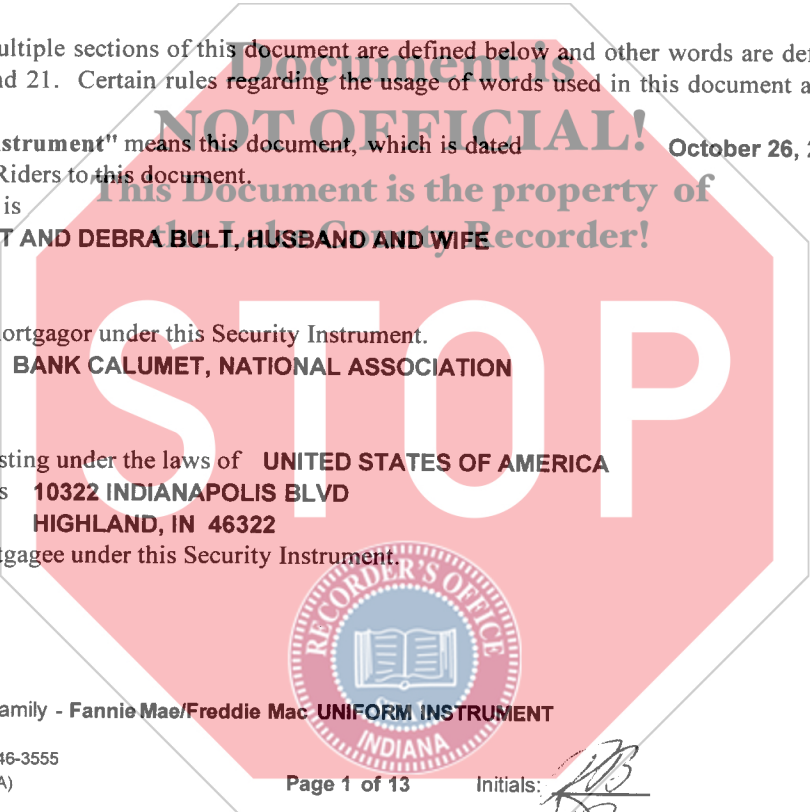 ultiple sections of this document are defined below and other words are def
nd 21. Certain rules regarding the usage of words used in this document a
Document is
NOT OFFICIAL!
This Document is the property of
the Lake County Recorder!
STOP
nstrument" means this document, which is dated October 26, 2
Riders to this document.
is
T AND DEBRA BULT, HUSBAND AND WIFE
ortgagor under this Security Instrument.
BANK CALUMET, NATIONAL ASSOCIATION
sting under the laws of UNITED STATES OF AMERICA
s 10322 INDIANAPOLIS BLVD
HIGHLAND, IN 46322
tgagee under this Security Instrument.
RECORDER'S OFFICE
INDIANA
amily - Fannie Mae/Freddie Mac UNIFORM INSTRUMENT
46-3555
A)
Page 1 of 13 Initials: